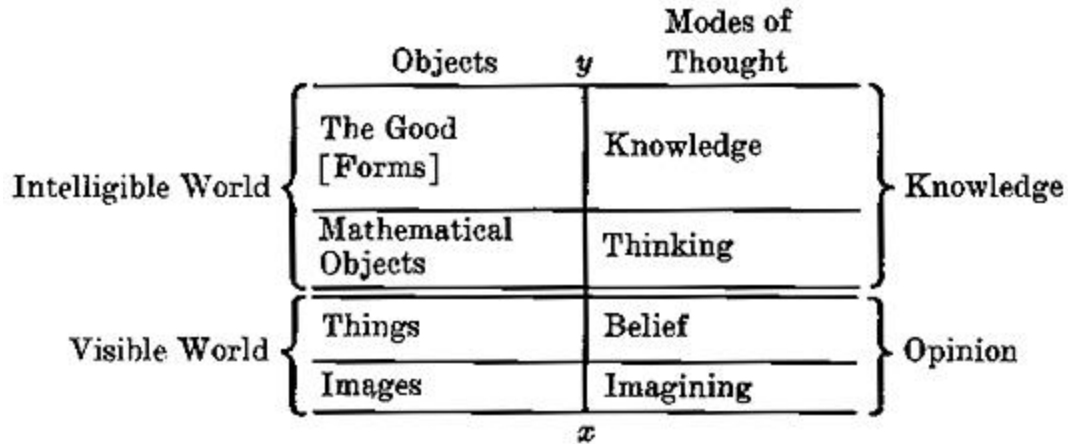 Modes of
Objects y Thought
The Good
[Forms]
Knowledge
Intelligible World
Knowledge
Mathematical
Objects
Thinking
Things
Belief
Visible World
Opinion
Images
Imagining
x